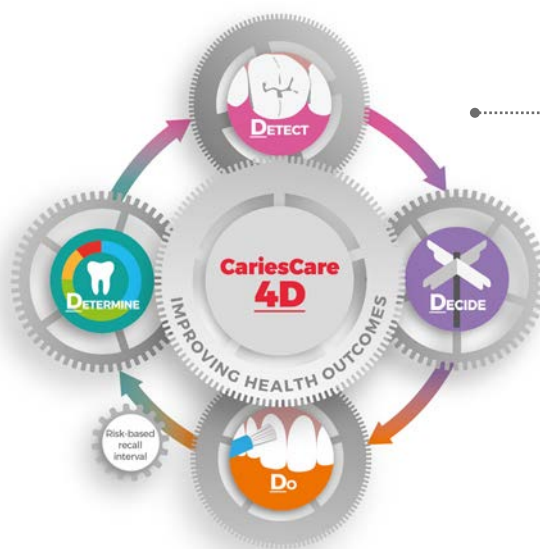 DETECT
CariesCare
4D
DETERMINE
DECIDE
IMPROVING HEALTH OUTCOMES
Risk-based
recall
interval
DO